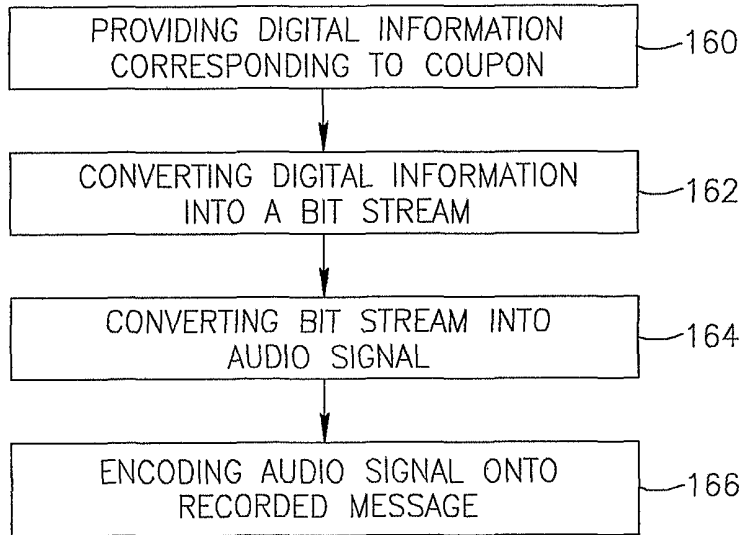 PROVIDING DIGITAL INFORMATION
CORRESPONDING TO COUPON
160
CONVERTING DIGITAL INFORMATION
INTO A BIT STREAM
162
CONVERTING BIT STREAM INTO
AUDIO SIGNAL
164
ENCODING AUDIO SIGNAL ONTO
RECORDED MESSAGE
166